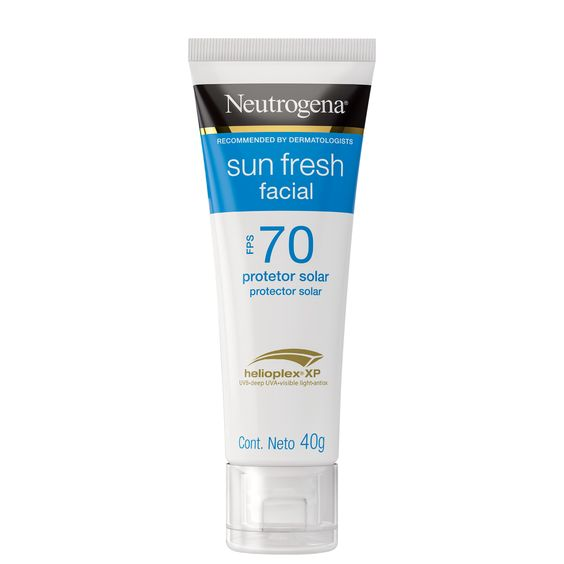 Neutrogena®
RECOMMENDED BY DERMATOLOGISTS
sun fresh
facial
FPS 70
protetor solar
protector solar
helioplex® XP
UVB•deep UVA•visible light•antiox
Cont. Neto 40g